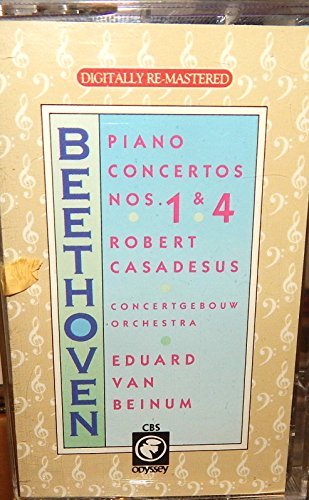 DIGITALLY RE-MASTERED
BEETHOVEN
PIANO
CONCERTOS
NOS. 1 & 4
ROBERT
CASADESUS
CONCERTGEBOUW
ORCHESTRA
EDUARD
VAN
BEINUM
CBS
ODYSSEY